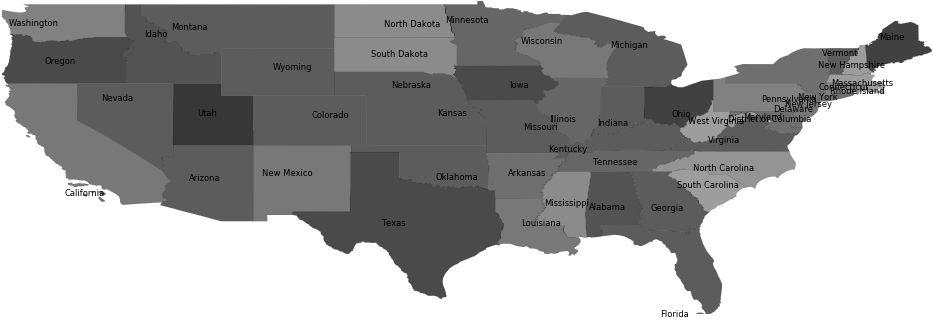 Washington
Montana
North Dakota
Minnesota
Maine
Idaho
Oregon
South Dakota
Wisconsin
Michigan
Vermont
New Hampshire
Wyoming
Nebraska
Iowa
Massachusetts
Connecticut
Rhode Island
Nevada
Utah
Colorado
Kansas
Missouri
Illinois
Indiana
Ohio
Pennsylvania
New York
New Jersey
Delaware
Maryland
District of Columbia
West Virginia
Virginia
Kentucky
Tennessee
North Carolina
South Carolina
California
Arizona
New Mexico
Oklahoma
Arkansas
Mississippi
Alabama
Georgia
Texas
Louisiana
Florida